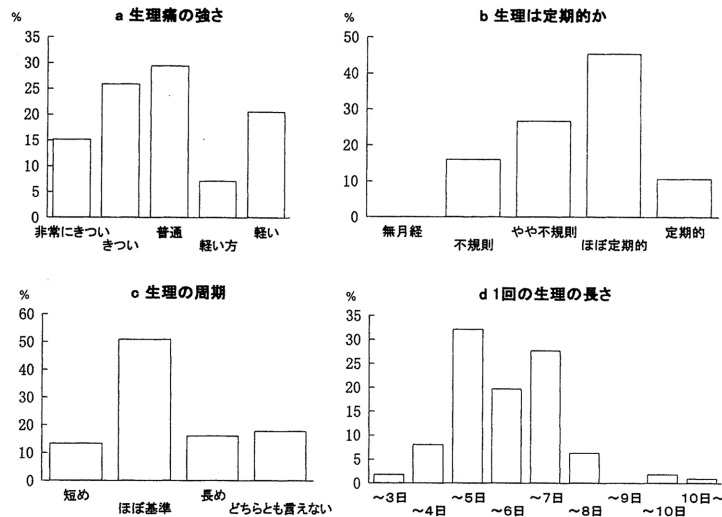 a 生理痛の強さ
%
35
30
25
20
15
10
5
0
非常にきつい
きつい
普通
軽い方
軽い
b 生理は定期的か
%
50
40
30
20
10
0
無月経
不規則
やや不規則
ほぼ定期的
定期的
c 生理の周期
%
60
50
40
30
20
10
0
短め
ほぼ基準
長め
どちらとも言えない
d 1回の生理の長さ
%
35
30
25
20
15
10
5
0
～3日
～4日
～5日
～6日
～7日
～8日
～9日
～10日
10日～